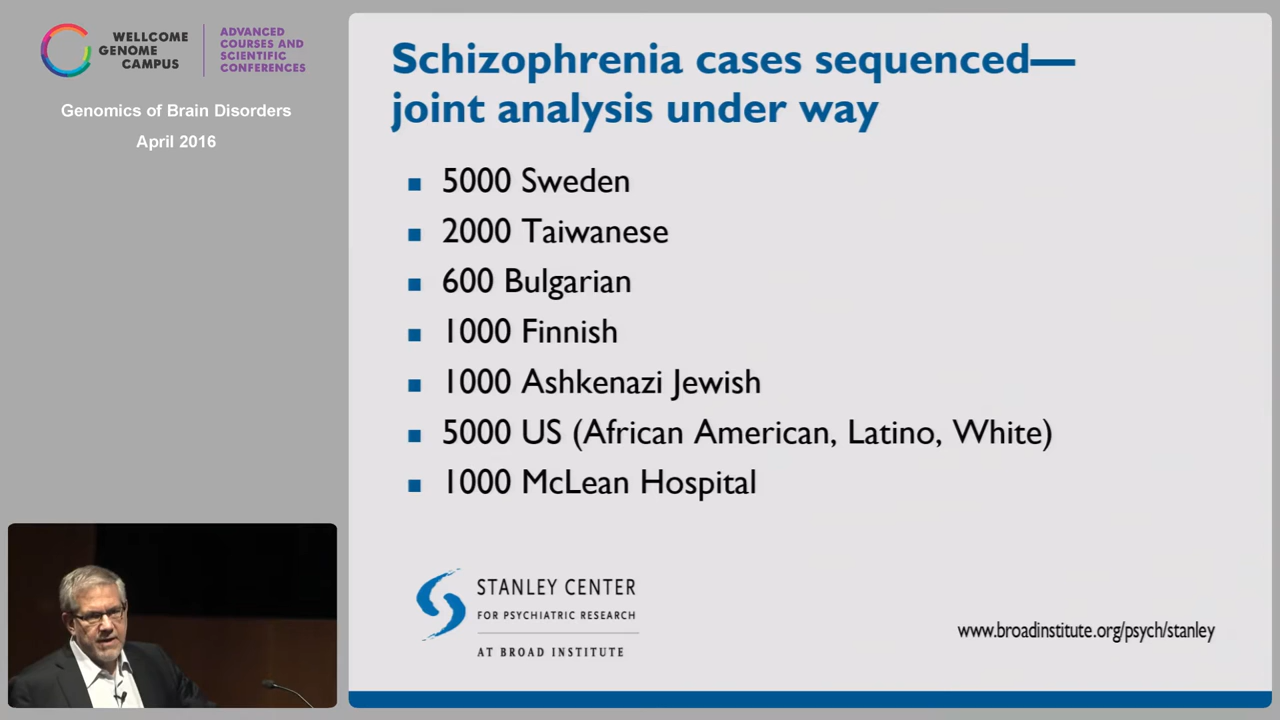 WELLCOME
GENOME
CAMPUS
ADVANCED
COURSES AND
SCIENTIFIC
CONFERENCES
Genomics of Brain Disorders
April 2016
Schizophrenia cases sequenced—
joint analysis under way
5000 Sweden
2000 Taiwanese
600 Bulgarian
1000 Finnish
1000 Ashkenazi Jewish
5000 US (African American, Latino, White)
1000 McLean Hospital
STANLEY CENTER
FOR PSYCHIATRIC RESEARCH
AT BROAD INSTITUTE
www.broadinstitute.org/psych/stanley